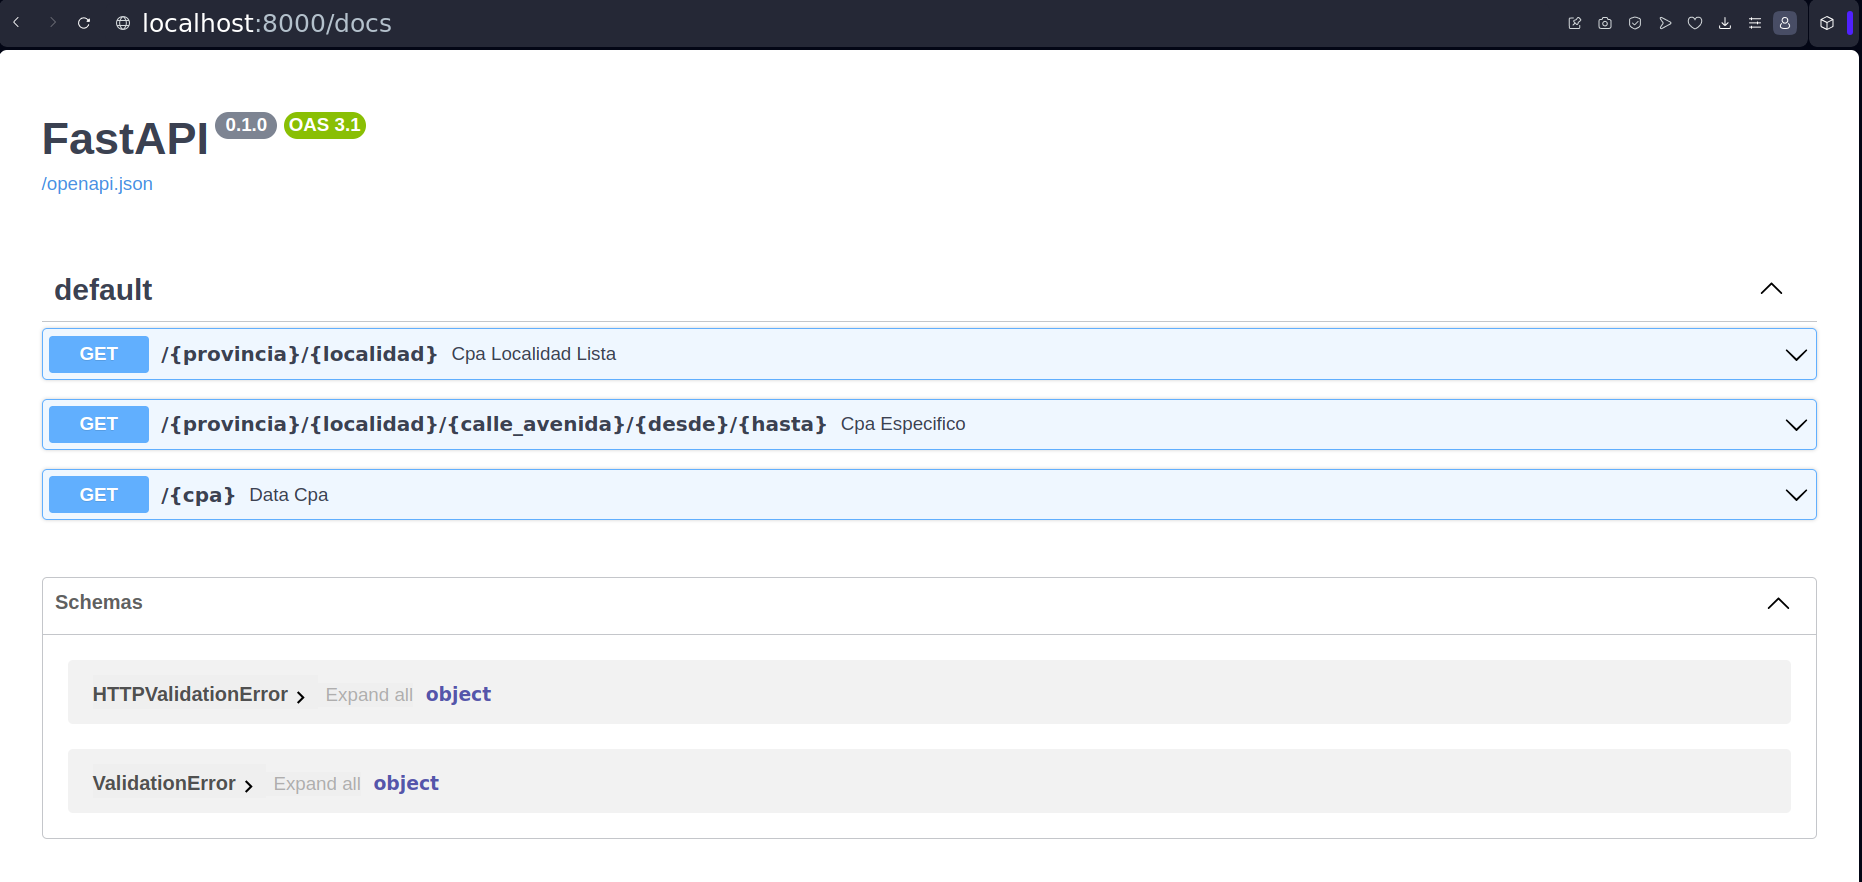 localhost:8000/docs
FastAPI 0.1.0 OAS 3.1
/openapi.json
default
GET /{provincia}/{localidad} Cpa Localidad Lista
GET /{provincia}/{localidad}/{calle_avenida}/{desde}/{hasta} Cpa Especifico
GET /{cpa} Data Cpa
Schemas
HTTPValidationError Expand all object
ValidationError Expand all object